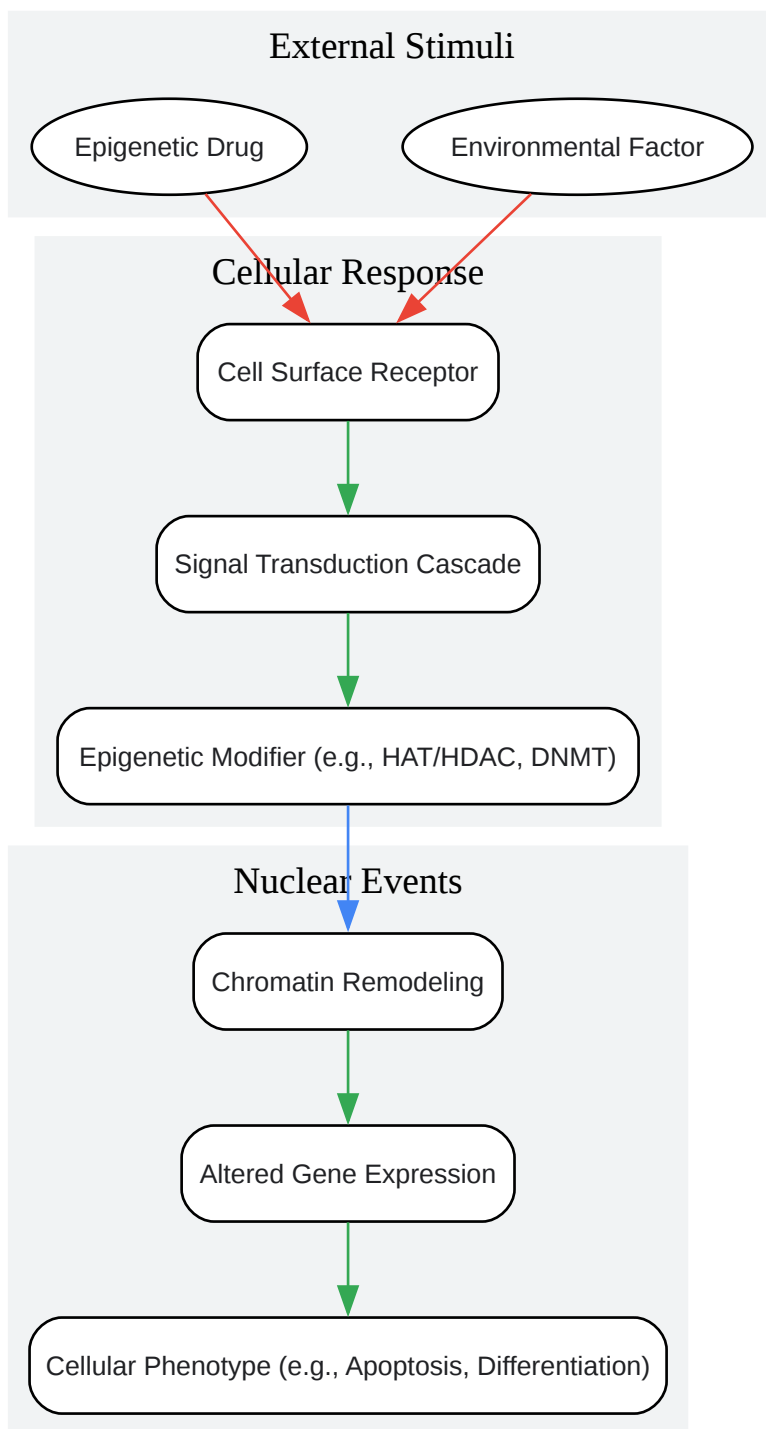 External Stimuli
Epigenetic Drug
Environmental Factor
Cellular Response
Cell Surface Receptor
Signal Transduction Cascade
Epigenetic Modifier (e.g., HAT/HDAC, DNMT)
Nuclear Events
Chromatin Remodeling
Altered Gene Expression
Cellular Phenotype (e.g., Apoptosis, Differentiation)